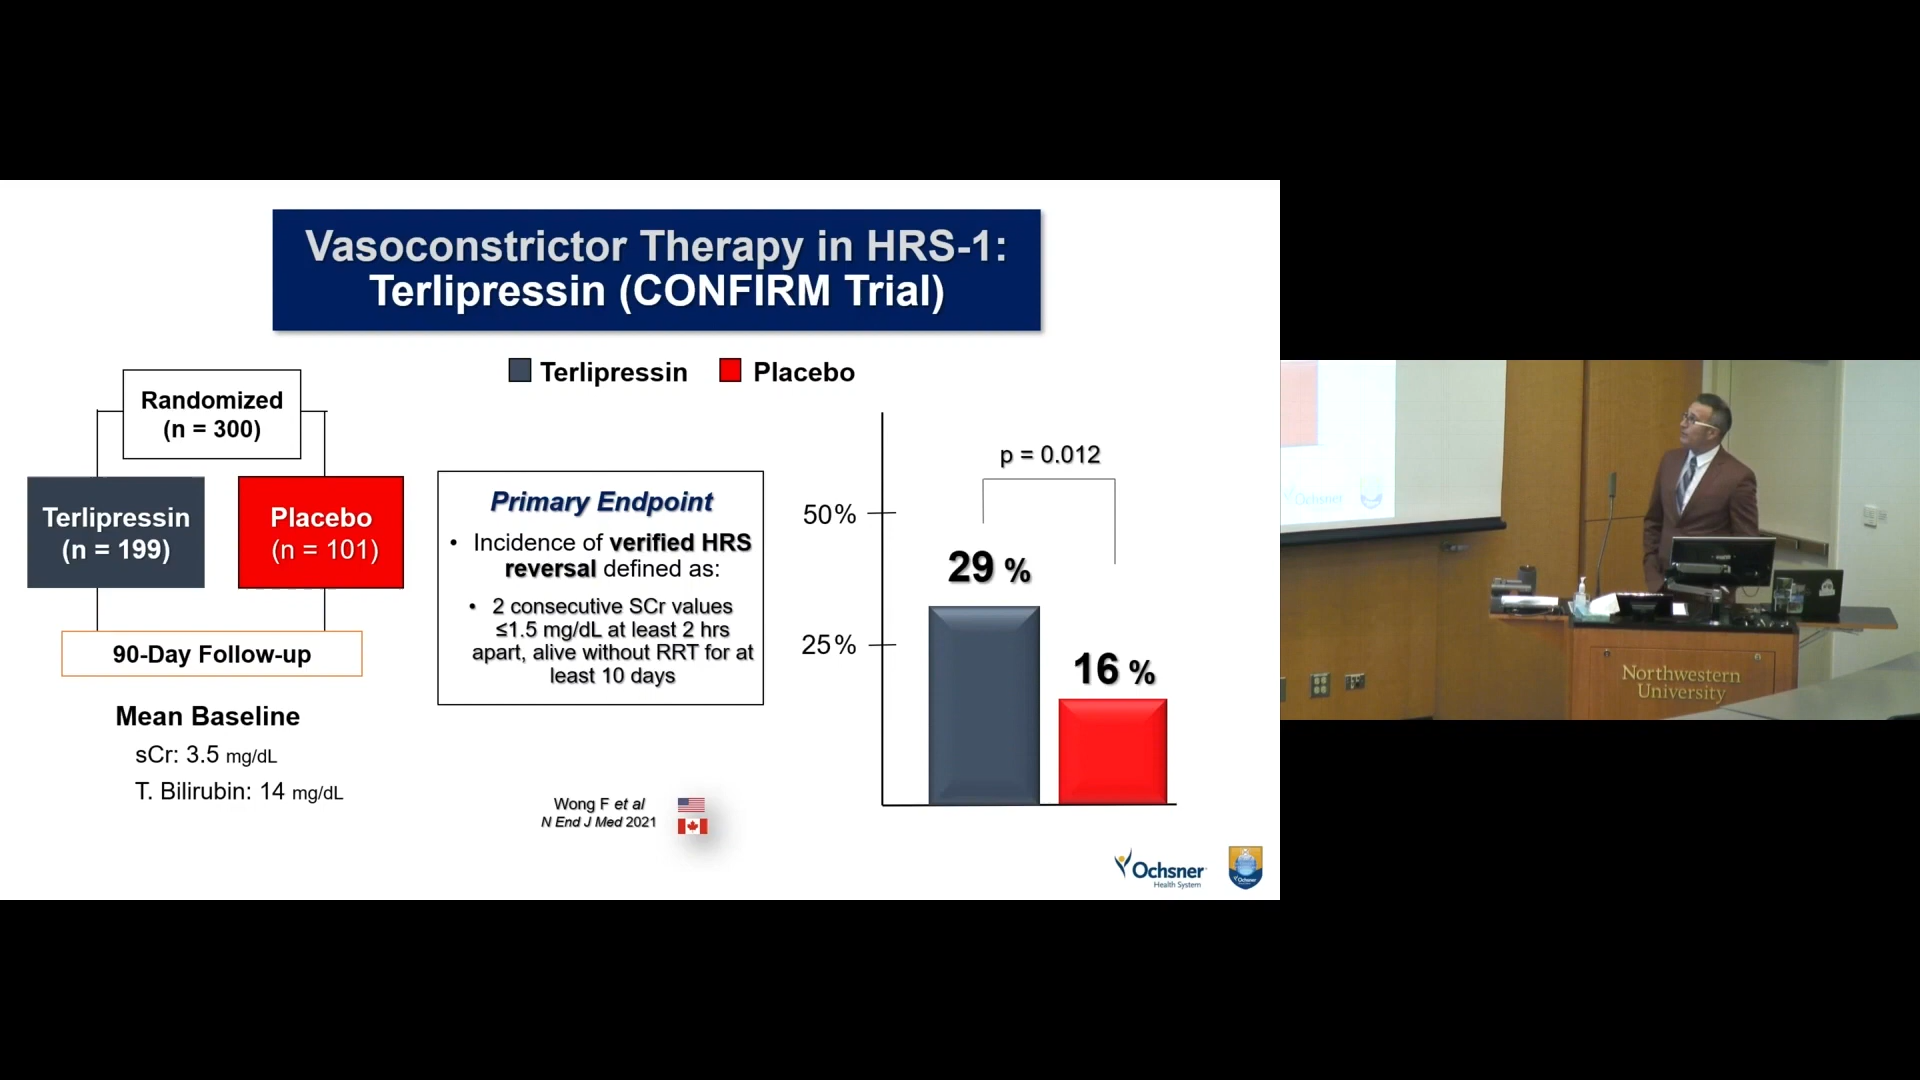 Vasoconstrictor Therapy in HRS-1:
Terlipressin (CONFIRM Trial)
Terlipressin
Placebo
Randomized
(n = 300)
Terlipressin
(n = 199)
Placebo
(n = 101)
90-Day Follow-up
Mean Baseline
sCr: 3.5 mg/dL
T. Bilirubin: 14 mg/dL
Primary Endpoint
• Incidence of verified HRS
reversal defined as:
• 2 consecutive SCr values
≤1.5 mg/dL at least 2 hrs
apart, alive without RRT for at
least 10 days
Wong F et al
N End J Med 2021
p = 0.012
50%
29 %
25%
16 %
Ochsner
Health System
Ochsner
Ochsner
Northwestern
University